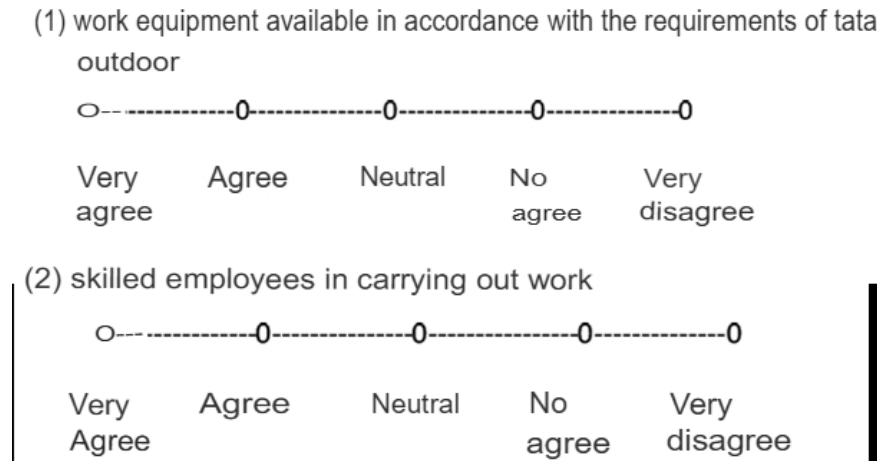 (1) work equipment available in accordance with the requirements of tata
outdoor
O-- --------------0----------------0----------------0----------------0
Very Agree Neutral No Very
agree agree disagree
(2) skilled employees in carrying out work
O--- -------------0----------------0-----------------0---------------0
Very Agree Neutral No Very
Agree agree disagree